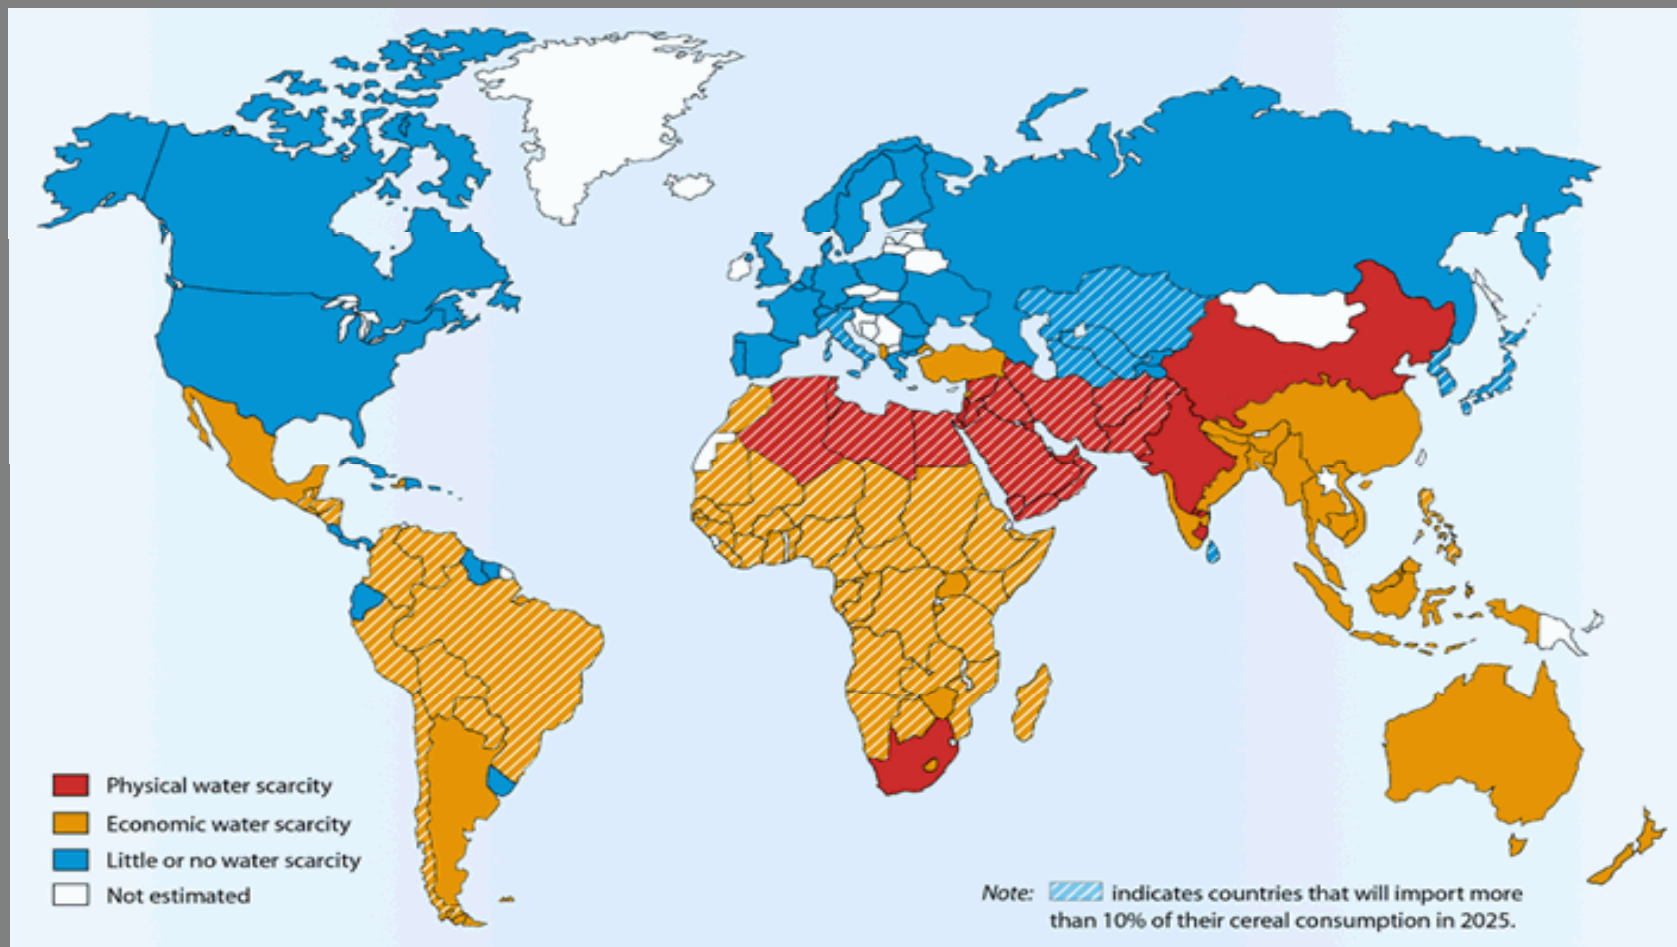 Physical water scarcity
Economic water scarcity
Little or no water scarcity
Not estimated
Note: indicates countries that will import more
than 10% of their cereal consumption in 2025.